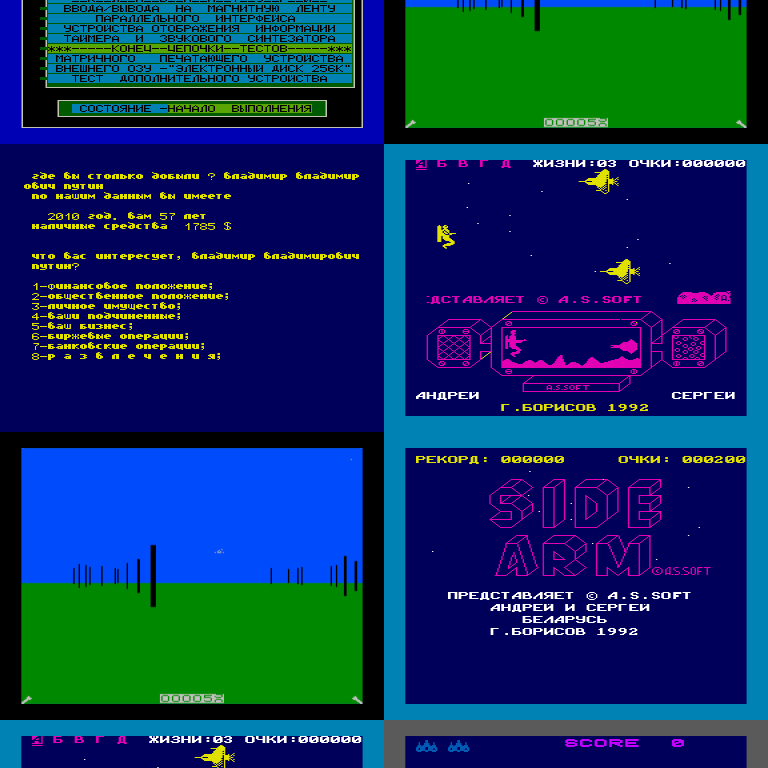 ВВОДА/ВЫВОДА НА МАГНИТНУЮ ЛЕНТУ
ПАРАЛЛЕЛЬНОГО ИНТЕРФЕЙСА
УСТРОЙСТВА ОТОБРАЖЕНИЯ ИНФОРМАЦИИ
ТАЙМЕРА И ЗВУКОВОГО СИНТЕЗАТОРА
***-----КОНЕЦ--ЦЕПОЧКИ--ТЕСТОВ-----***
МАТРИЧНОГО ПЕЧАТАЮЩЕГО УСТРОЙСТВА
ВНЕШНЕГО ОЗУ -"ЭЛЕКТРОННЫЙ ДИСК 256К"
ТЕСТ ДОПОЛНИТЕЛЬНОГО УСТРОЙСТВА
СОСТОЯНИЕ -НАЧАЛО ВЫПОЛНЕНИЯ
где вы столько добыли ? владимир владимир
ович путин
по нашим данным вы имеете
2010 год, вам 57 лет
наличные средства 1785 $
что вас интересует, владимир владимирович
путин?
1-финансовое положение;
2-общественное положение;
3-личное имущество;
4-ваши подчиненные;
5-ваш бизнес;
6-биржевые операции;
7-банковские операции;
8-р а з в л е ч е н и я;
А Б В Г Д ЖИЗНИ:03 ОЧКИ:000000
ДСТАВЛЯЕТ © A.S.SOFT
A.S.SOFT
АНДРЕЙ СЕРГЕЙ
Г.БОРИСОВ 1992
РЕКОРД: 000000 ОЧКИ: 000200
SIDE
ARM
© A.S.SOFT
ПРЕДСТАВЛЯЕТ © A.S.SOFT
АНДРЕЙ И СЕРГЕЙ
БЕЛАРУСЬ
Г.БОРИСОВ 1992
А Б В Г Д ЖИЗНИ:03 ОЧКИ:000000
SCORE 0